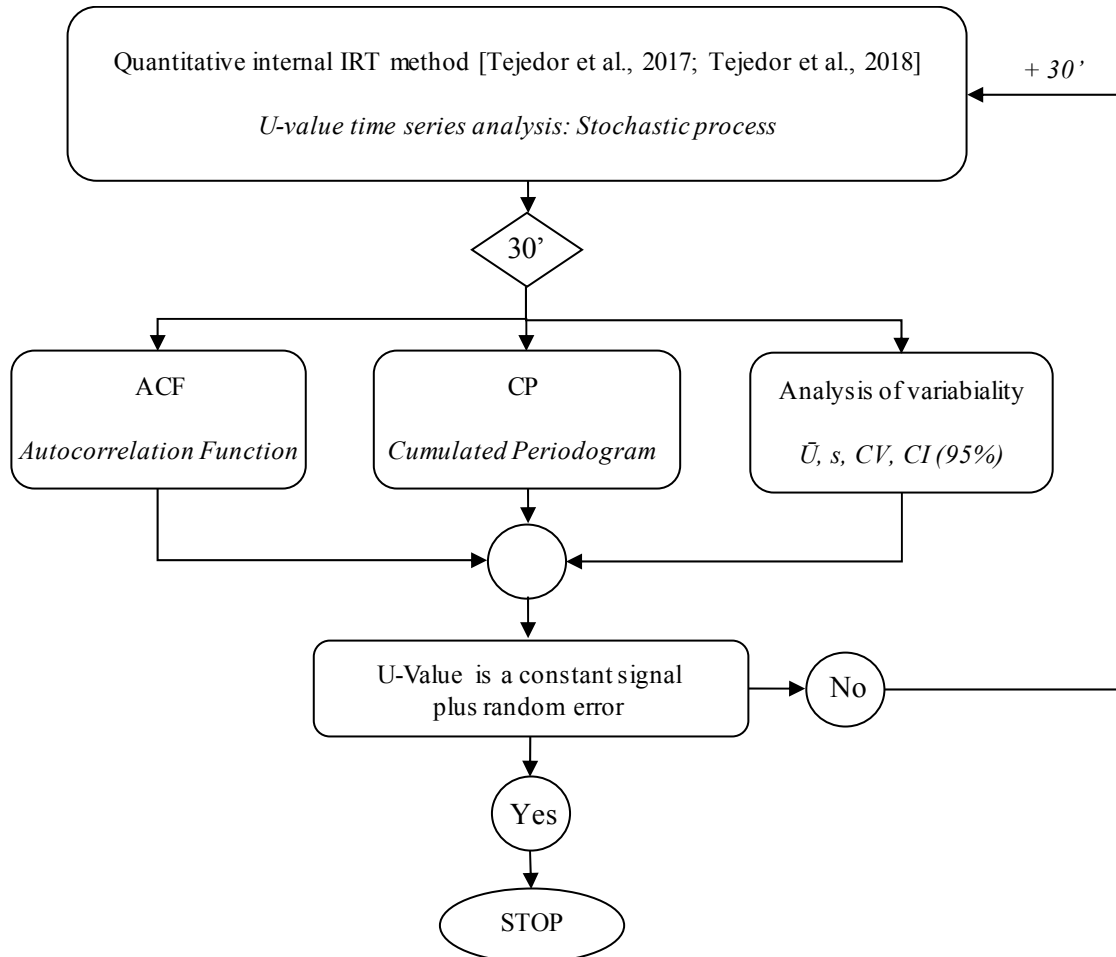 Quantitative internal IRT method [Tejedor et al., 2017; Tejedor et al., 2018]
+ 30’
U-value time series analysis: Stochastic process
30’
ACF
Autocorrelation Function
CP
Cumulated Periodogram
Analysis of variabiality
Ū, s, CV, CI (95%)
U-Value is a constant signal
plus random error
No
Yes
STOP